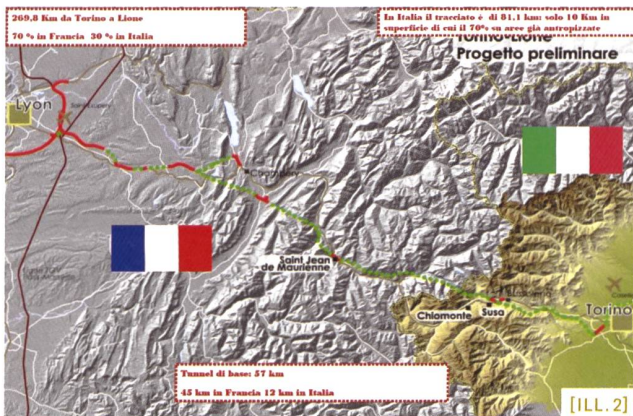 269,8 Km da Torino a Lione
70 % in Francia 30 % in Italia
In Italia il tracciato è di 81,1 km: solo 10 Km in
superficie di cui il 70% su aree già antropizzate
Torino-Lione
Progetto preliminare
Lyon
Chambery
Saint Jean
de Maurienne
Chiomonte
Susa
Torino
Tunnel di base: 57 km
45 km in Francia 12 km in Italia
[ILL. 2]